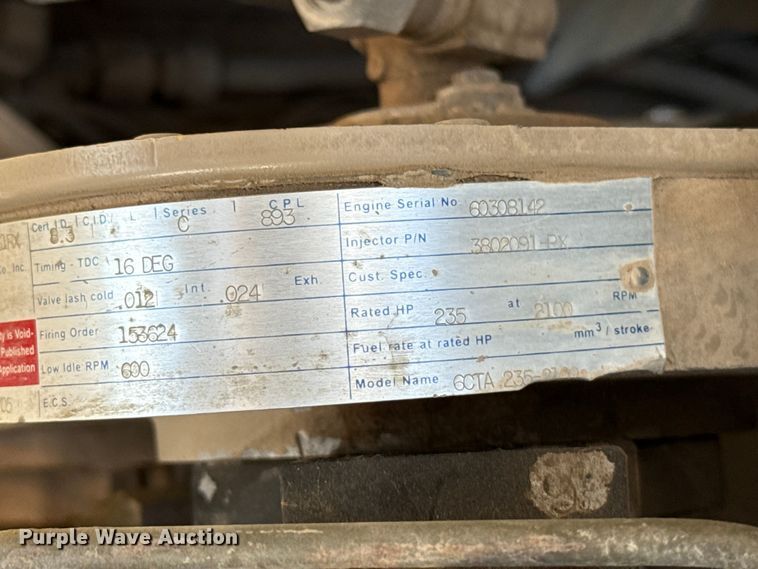 Cert.I.D. C.I.D. / L. Series C P L
8.3 C 893
Timing - TDC 16 DEG
Valve lash cold .012 Int. .024 Exh.
Firing Order 153624
Low Idle RPM 600
E.C.S.
Engine Serial No. 60308142
Injector P/N 3802091-RX
Cust. Spec.
Rated HP 235 at 2100 RPM
Fuel rate at rated HP mm³/ stroke
Model Name 6CTA 235-2100
co. Inc.
ty is Void-
Published
Application
Purple Wave Auction